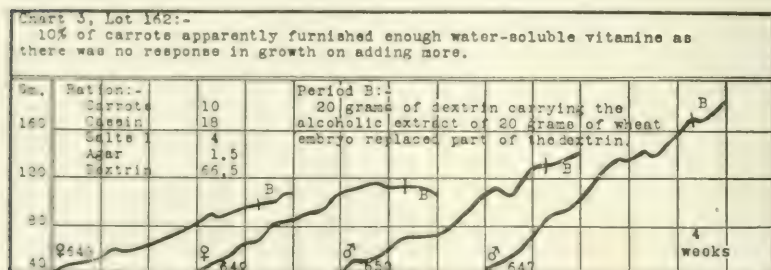 Chart 3, Lot 162:-
10% of carrots apparently furnished enough water-soluble vitamine as
there was no response in growth on adding more.
Gm.
160
120
80
40
Ration:-
Carrots 10
Casein 18
Salts 1 4
Agar 1.5
Dextrin 66.5
Period B:-
20 grams of dextrin carrying the
alcoholic extract of 20 grams of wheat
embryo replaced part of the dextrin.
B
B
B
B
♀
♀ 649
♂ 650
♂ 647
4
weeks